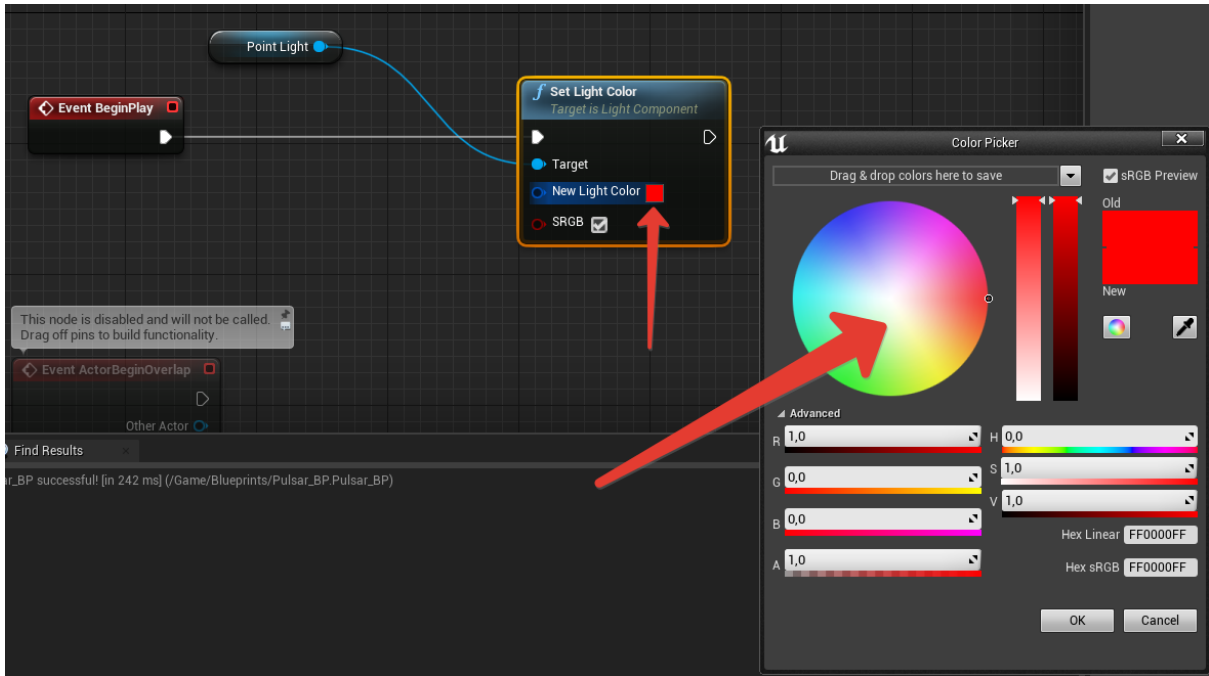 Point Light
Event BeginPlay
Set Light Color
Target is Light Component
Target
New Light Color
SRGB
This node is disabled and will not be called.
Drag off pins to build functionality.
Event ActorBeginOverlap
Other Actor
Find Results
ar_BP successful! [in 242 ms] (/Game/Blueprints/Pulsar_BP.Pulsar_BP)
Color Picker
Drag & drop colors here to save
sRGB Preview
Old
New
Advanced
R 1,0
G 0,0
B 0,0
A 1,0
H 0,0
S 1,0
V 1,0
Hex Linear FF0000FF
Hex sRGB FF0000FF
OK
Cancel